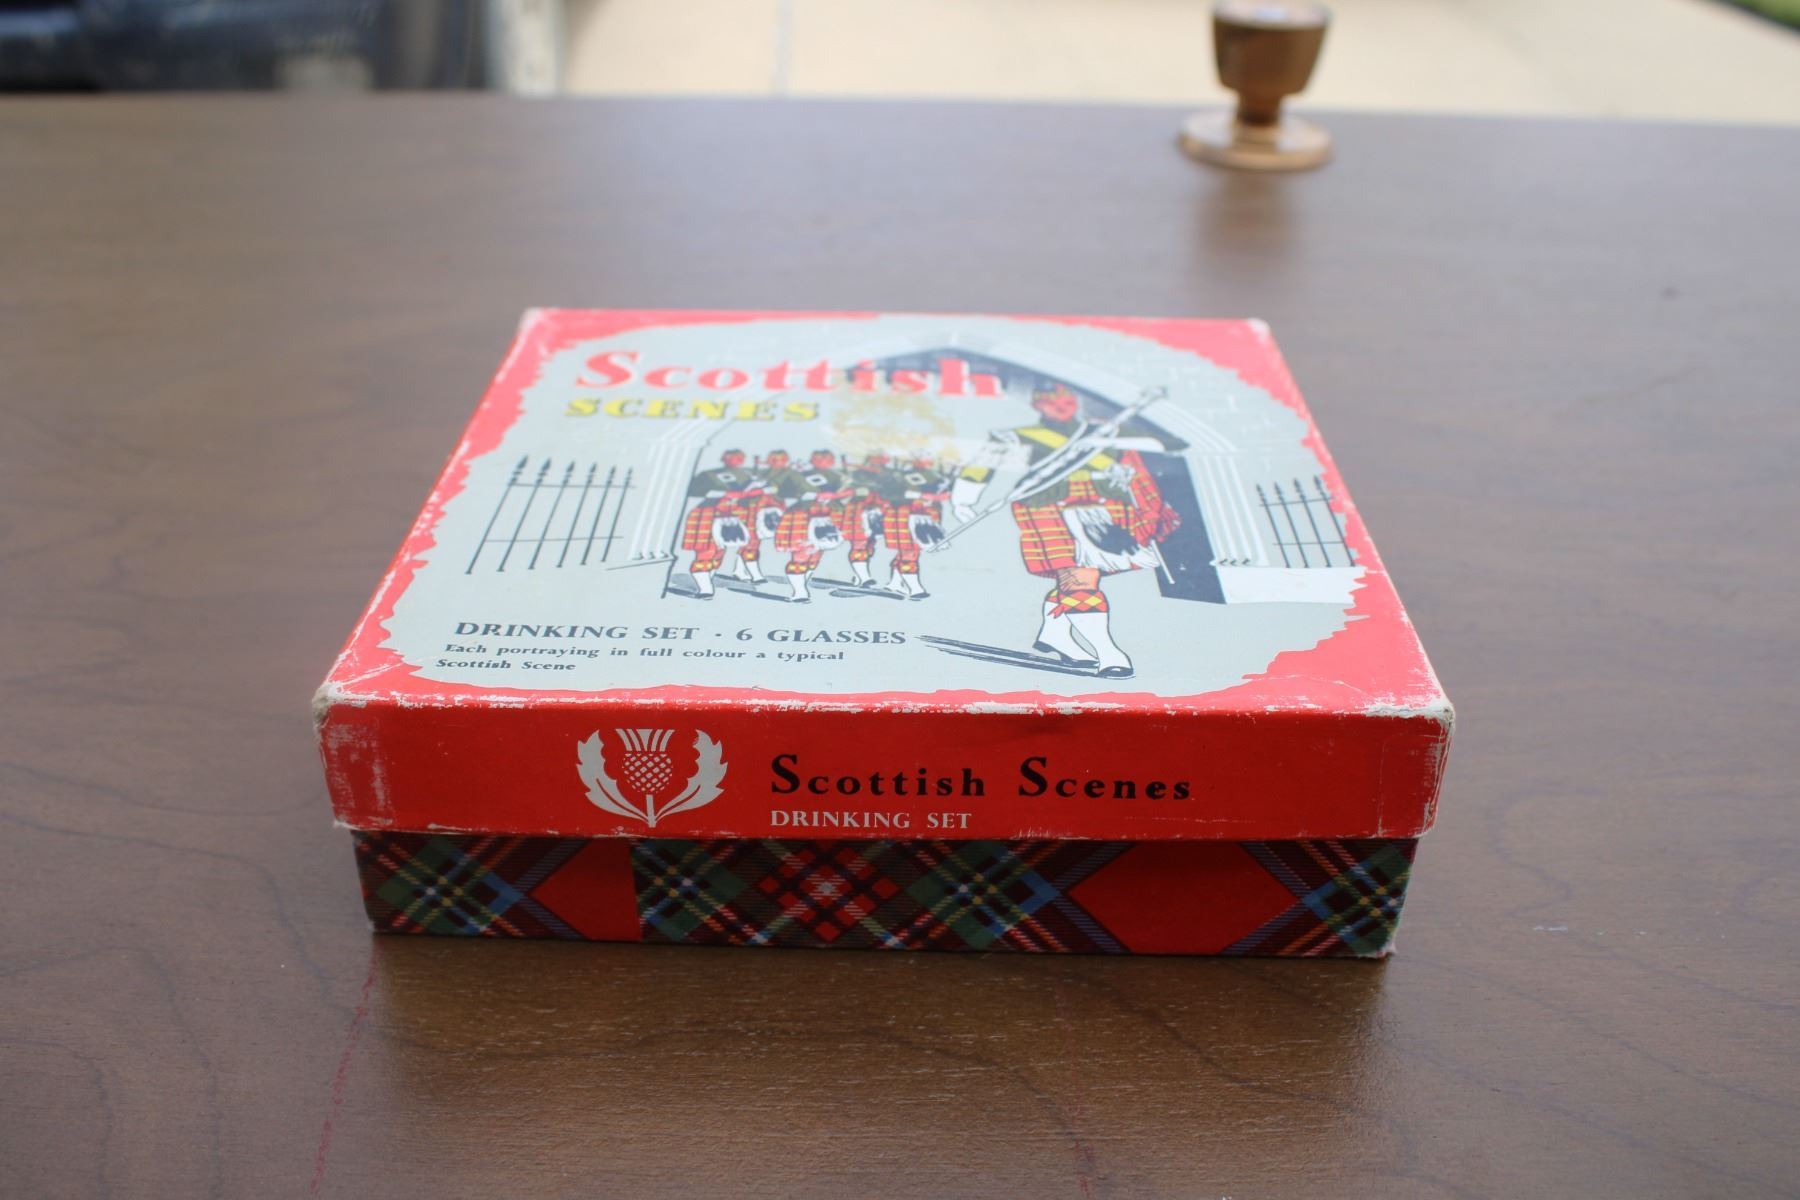 Scottish
SCENES
DRINKING SET · 6 GLASSES
Each portraying in full colour a typical
Scottish Scene
Scottish Scenes
DRINKING SET